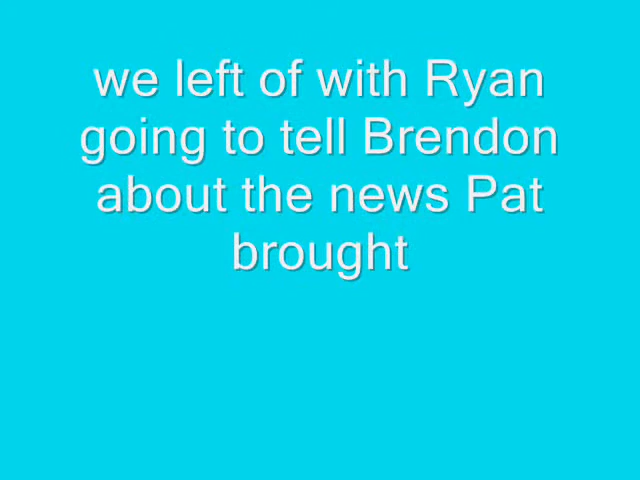 we left of with Ryan
going to tell Brendon
about the news Pat
brought